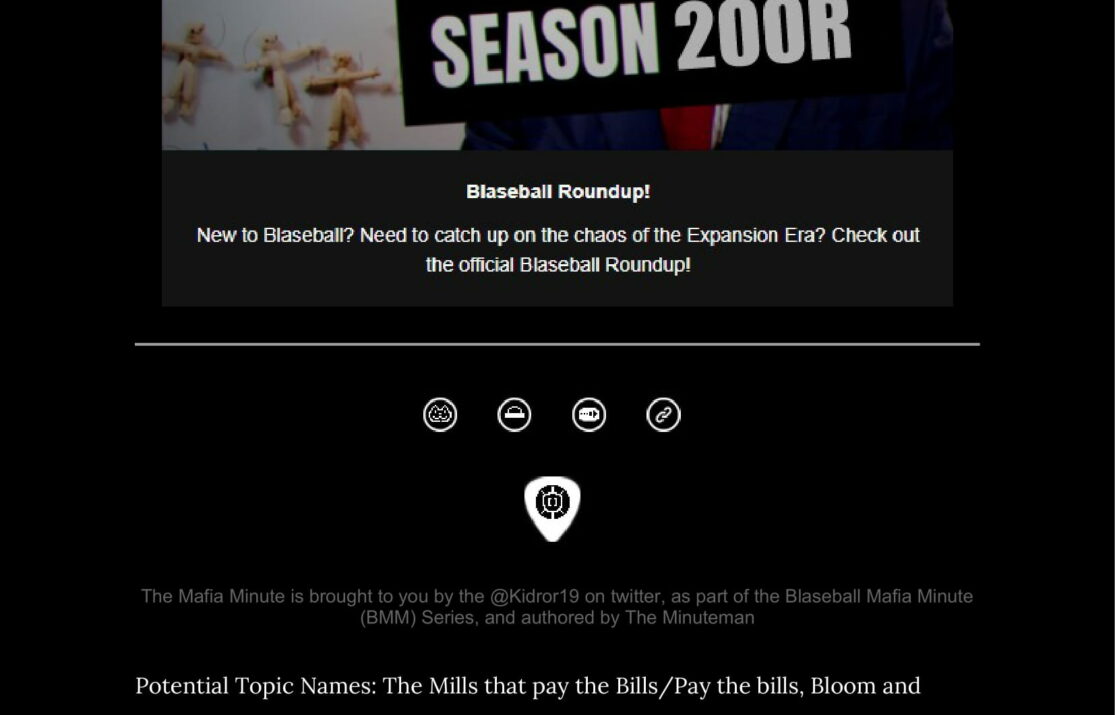 SEASON 200R
Blaseball Roundup!
New to Blaseball? Need to catch up on the chaos of the Expansion Era? Check out
the official Blaseball Roundup!
The Mafia Minute is brought to you by the @Kidror19 on twitter, as part of the Blaseball Mafia Minute
(BMM) Series, and authored by The Minuteman
Potential Topic Names: The Mills that pay the Bills/Pay the bills, Bloom and